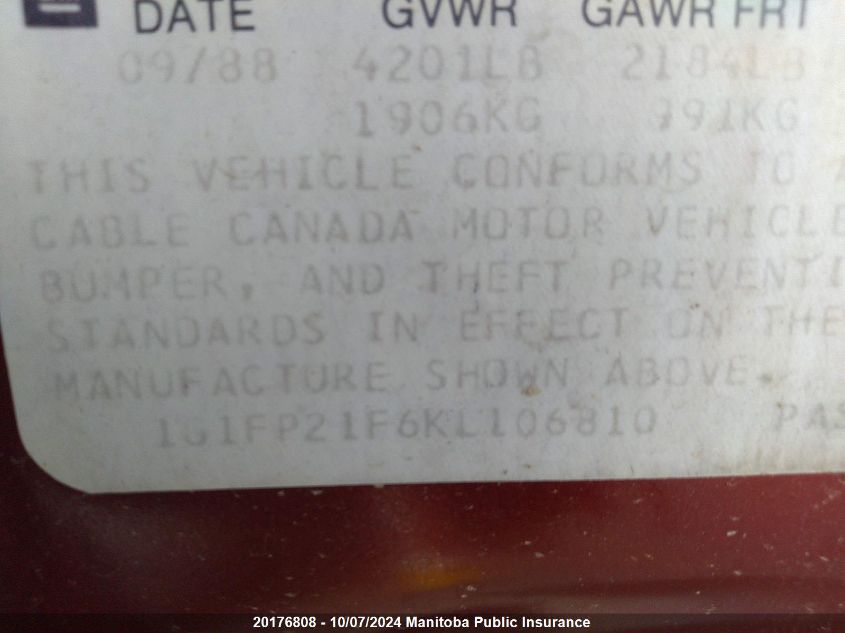 DATE GVWR GAWR FRT
09/88 4201LB 2184LB
1906KG 991KG
THIS VEHICLE CONFORMS TO
CABLE CANADA MOTOR VEHICLE
BUMPER, AND THEFT PREVENTI
STANDARDS IN EFFECT ON THE
MANUFACTURE SHOWN ABOVE.
1G1FP21F6KL106810 PAS
20176808 - 10/07/2024 Manitoba Public Insurance